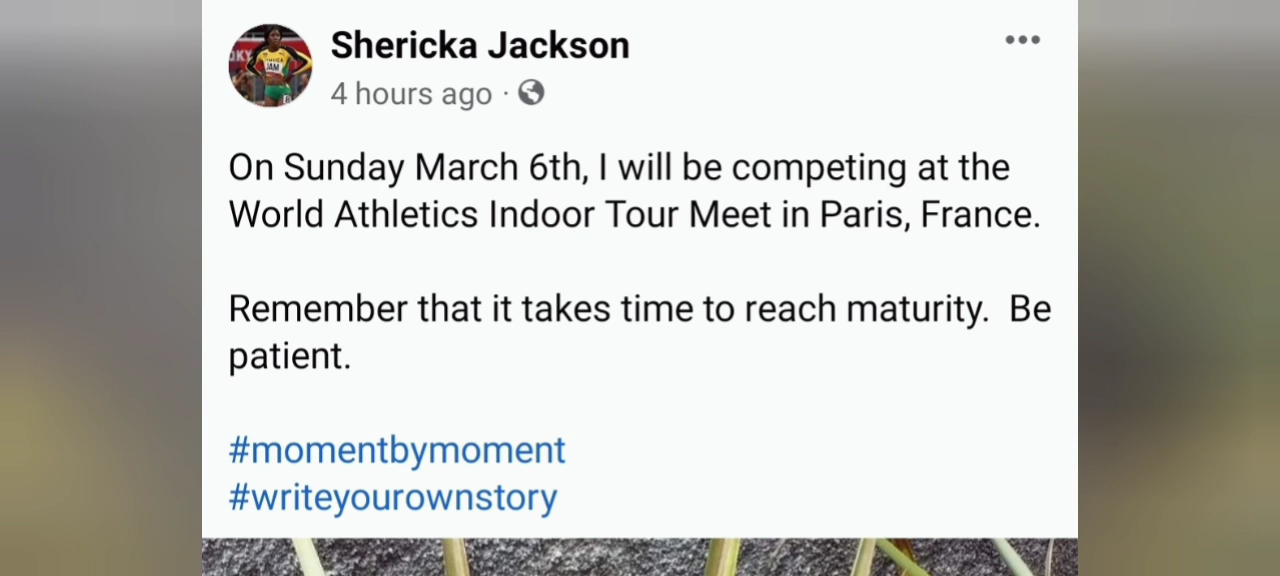 Shericka Jackson
4 hours ago ·
On Sunday March 6th, I will be competing at the
World Athletics Indoor Tour Meet in Paris, France.
Remember that it takes time to reach maturity.  Be
patient.
#momentbymoment
#writeyourownstory